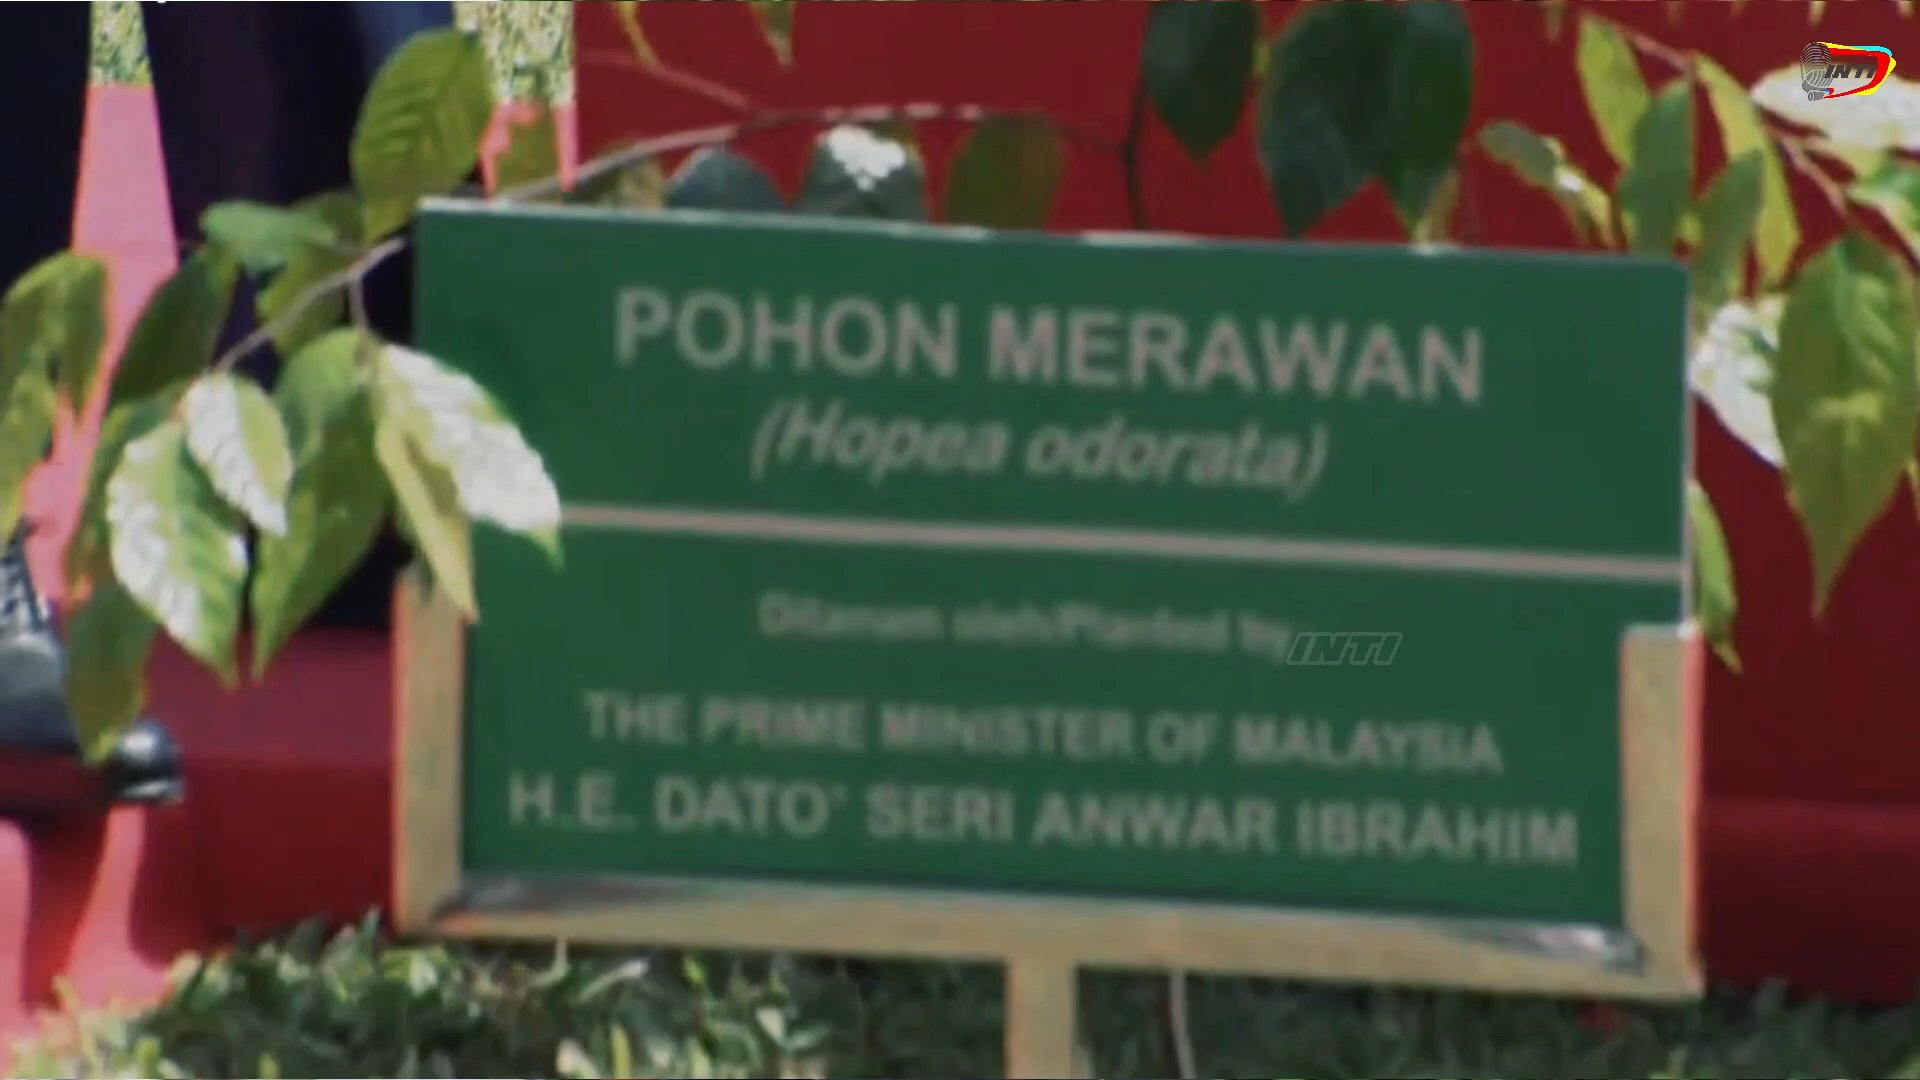 INTI
POHON MERAWAN
(Hopea odorata)
Ditanam oleh/Planted by
INTI
THE PRIME MINISTER OF MALAYSIA
H.E. DATO' SERI ANWAR IBRAHIM